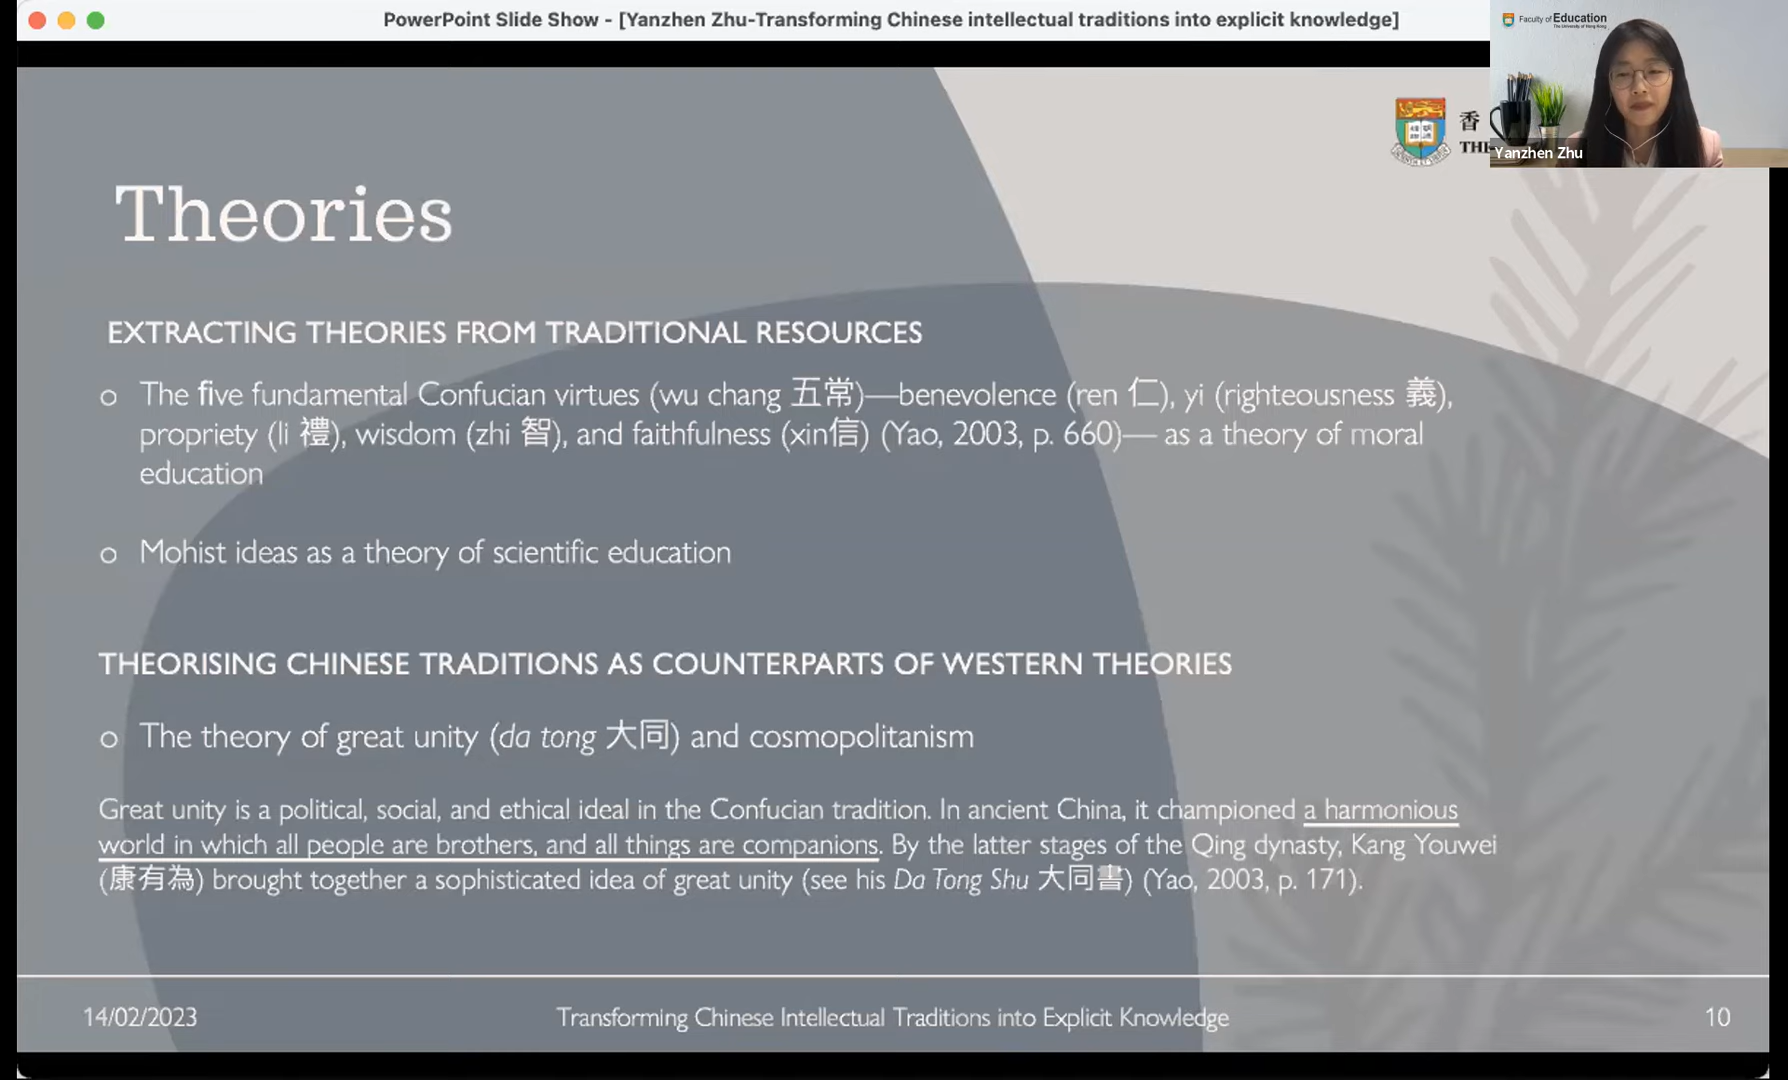 PowerPoint Slide Show - [Yanzhen Zhu-Transforming Chinese intellectual traditions into explicit knowledge]
Faculty of Education
The University of Hong Kong
Yanzhen Zhu
香
THE
Theories
EXTRACTING THEORIES FROM TRADITIONAL RESOURCES
The five fundamental Confucian virtues (wu chang 五常)—benevolence (ren 仁), yi (righteousness 義),
propriety (li 禮), wisdom (zhi 智), and faithfulness (xin信) (Yao, 2003, p. 660)— as a theory of moral
education
Mohist ideas as a theory of scientific education
THEORISING CHINESE TRADITIONS AS COUNTERPARTS OF WESTERN THEORIES
The theory of great unity (da tong 大同) and cosmopolitanism
Great unity is a political, social, and ethical ideal in the Confucian tradition. In ancient China, it championed a harmonious
world in which all people are brothers, and all things are companions. By the latter stages of the Qing dynasty, Kang Youwei
(康有為) brought together a sophisticated idea of great unity (see his Da Tong Shu 大同書) (Yao, 2003, p. 171).
14/02/2023
Transforming Chinese Intellectual Traditions into Explicit Knowledge
10